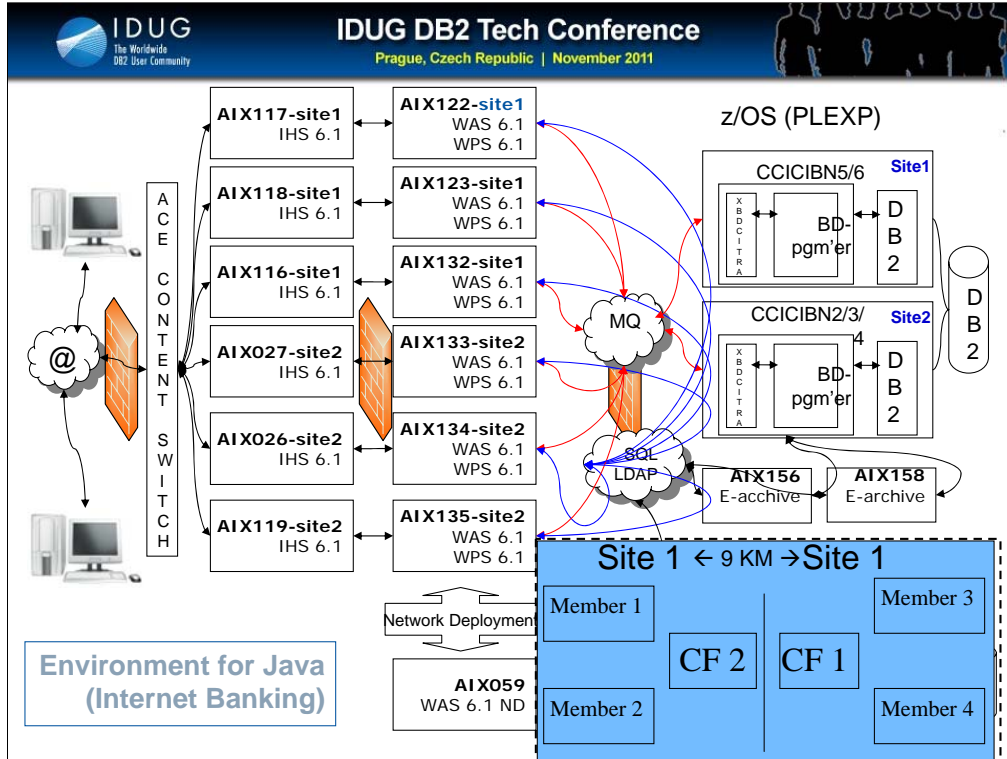 IDUG
The Worldwide
DB2 User Community
IDUG DB2 Tech Conference
Prague, Czech Republic | November 2011
@
ACE CONTENT SWITCH
AIX117-site1
IHS 6.1
AIX118-site1
IHS 6.1
AIX116-site1
IHS 6.1
AIX027-site2
IHS 6.1
AIX026-site2
IHS 6.1
AIX119-site2
IHS 6.1
AIX122-site1
WAS 6.1
WPS 6.1
AIX123-site1
WAS 6.1
WPS 6.1
AIX132-site1
WAS 6.1
WPS 6.1
AIX133-site2
WAS 6.1
WPS 6.1
AIX134-site2
WAS 6.1
WPS 6.1
AIX135-site2
WAS 6.1
WPS 6.1
MQ
SQL
LDAP
z/OS (PLEXP)
Site1
CCICIBN5/6
XBDCITRA
BD-
pgm'er
DB2
CCICIBN2/3/
4
Site2
XBDCITRA
BD-
pgm'er
DB2
DB2
AIX156
E-acchive
AIX158
E-archive
Network Deployment
AIX059
WAS 6.1 ND
Environment for Java
(Internet Banking)
Site 1 ← 9 KM → Site 1
Member 1
Member 2
CF 2
CF 1
Member 3
Member 4